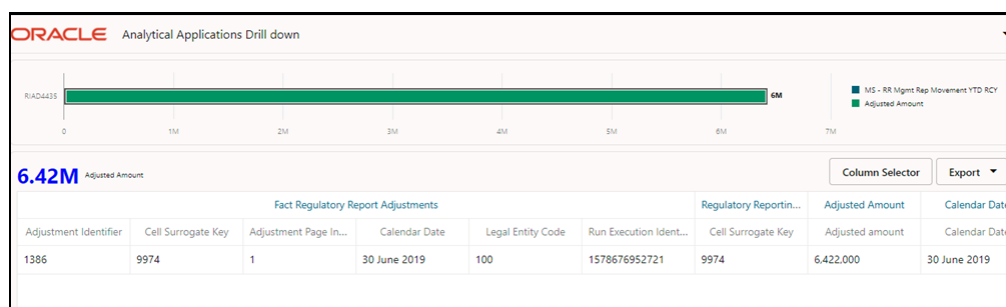 ORACLE Analytical Applications Drill down
RIAD4435 6M
MS - RR Mgmt Rep Movement YTD RCY
Adjusted Amount
0 1M 2M 3M 4M 5M 6M 7M
6.42M Adjusted Amount Column Selector Export
Fact Regulatory Report Adjustments Regulatory Reportin... Adjusted Amount Calendar Date
Adjustment Identifier Cell Surrogate Key Adjustment Page In... Calendar Date Legal Entity Code Run Execution Ident... Cell Surrogate Key Adjusted amount Calendar Date
1386 9974 1 30 June 2019 100 1578676952721 9974 6,422,000 30 June 2019